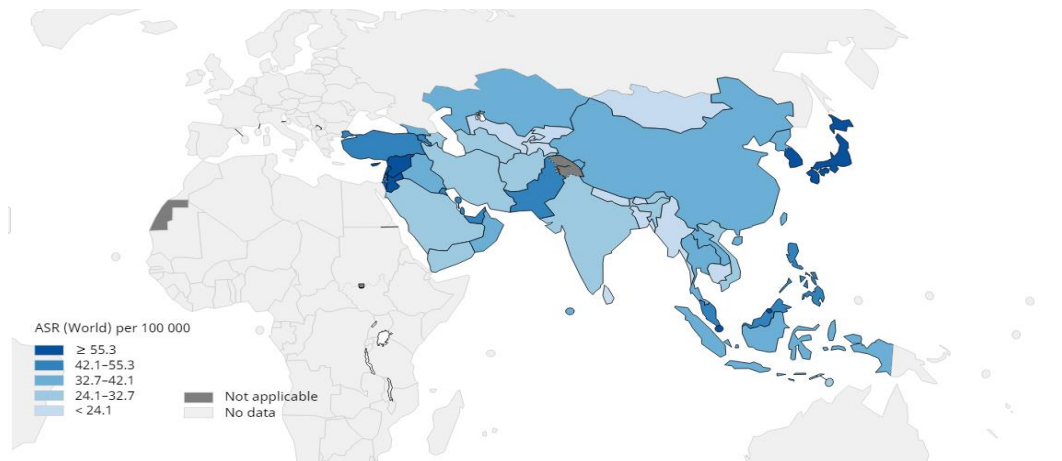 ASR (World) per 100 000
≥ 55.3
42.1–55.3
32.7–42.1
24.1–32.7
< 24.1
Not applicable
No data